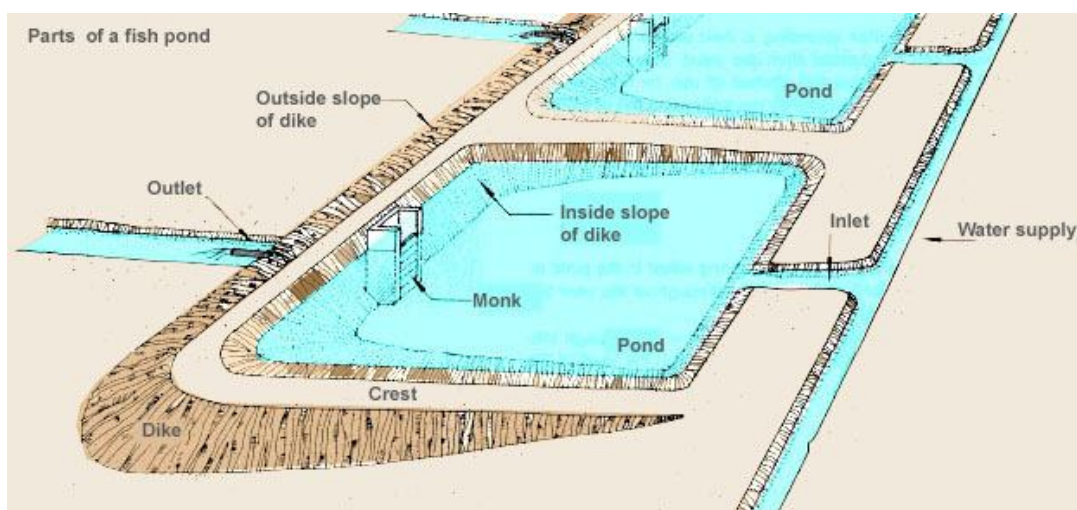 Parts of a fish pond
Pond
Outside slope
of dike
Outlet
Inside slope
of dike
Inlet
Water supply
Monk
Pond
Crest
Dike